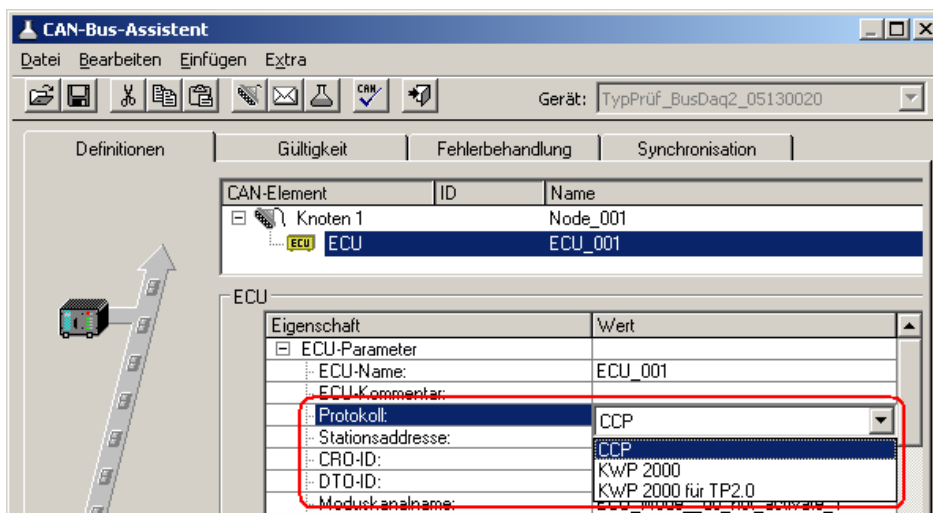 CAN-Bus-Assistent
Datei Bearbeiten Einfügen Extra
CAN Gerät: TypPrüf_BusDaq2_05130020
Definitionen Gültigkeit Fehlerbehandlung Synchronisation
CAN-Element ID Name
Knoten 1 Node_001
ECU ECU ECU_001
ECU
Eigenschaft Wert
ECU-Parameter
ECU-Name: ECU_001
ECU-Kommentar:
Protokoll: CCP
Stationsaddresse:
CCP
CRO-ID: KWP 2000
DTO-ID: KWP 2000 für TP2.0
Moduskanalname: